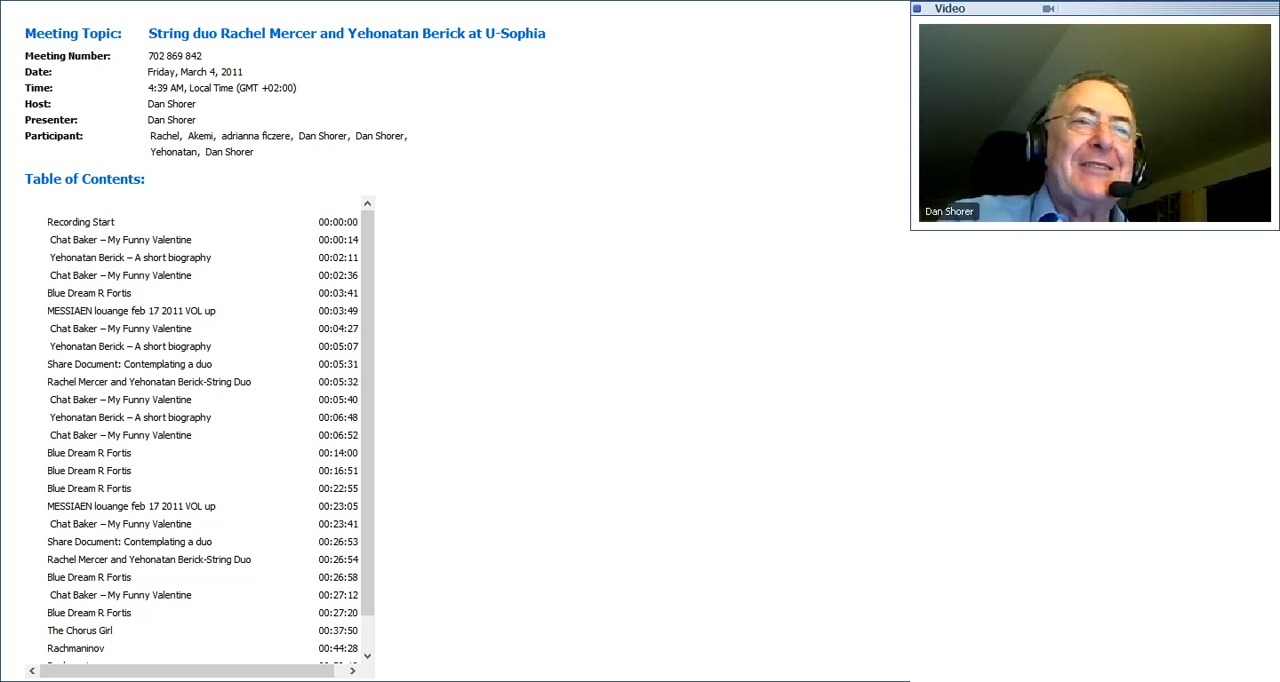 Meeting Topic: String duo Rachel Mercer and Yehonatan Berick at U-Sophia
Meeting Number: 702 869 842
Date: Friday, March 4, 2011
Time: 4:39 AM, Local Time (GMT +02:00)
Host: Dan Shorer
Presenter: Dan Shorer
Participant: Rachel, Akemi, adrianna ficzere, Dan Shorer, Dan Shorer,
Yehonatan, Dan Shorer
Table of Contents:
Recording Start 00:00:00
Chat Baker – My Funny Valentine 00:00:14
Yehonatan Berick – A short biography 00:02:11
Chat Baker – My Funny Valentine 00:02:36
Blue Dream R Fortis 00:03:41
MESSIAEN louange feb 17 2011 VOL up 00:03:49
Chat Baker – My Funny Valentine 00:04:27
Yehonatan Berick – A short biography 00:05:07
Share Document: Contemplating a duo 00:05:31
Rachel Mercer and Yehonatan Berick-String Duo 00:05:32
Chat Baker – My Funny Valentine 00:05:40
Yehonatan Berick – A short biography 00:06:48
Chat Baker – My Funny Valentine 00:06:52
Blue Dream R Fortis 00:14:00
Blue Dream R Fortis 00:16:51
Blue Dream R Fortis 00:22:55
MESSIAEN louange feb 17 2011 VOL up 00:23:05
Chat Baker – My Funny Valentine 00:23:41
Share Document: Contemplating a duo 00:26:53
Rachel Mercer and Yehonatan Berick-String Duo 00:26:54
Blue Dream R Fortis 00:26:58
Chat Baker – My Funny Valentine 00:27:12
Blue Dream R Fortis 00:27:20
The Chorus Girl 00:37:50
Rachmaninov 00:44:28
Video
Dan Shorer